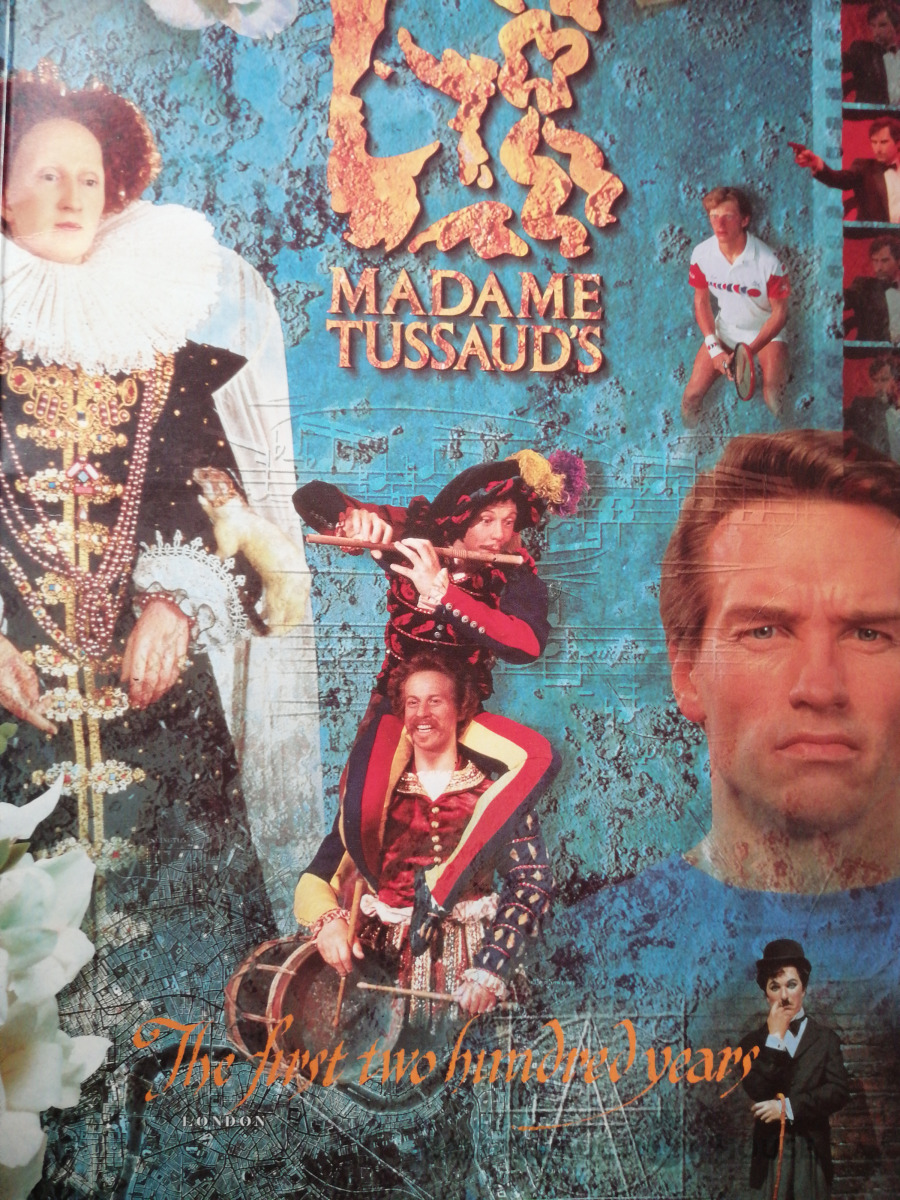 MADAME
TUSSAUD'S
The first two hundred years
LONDON